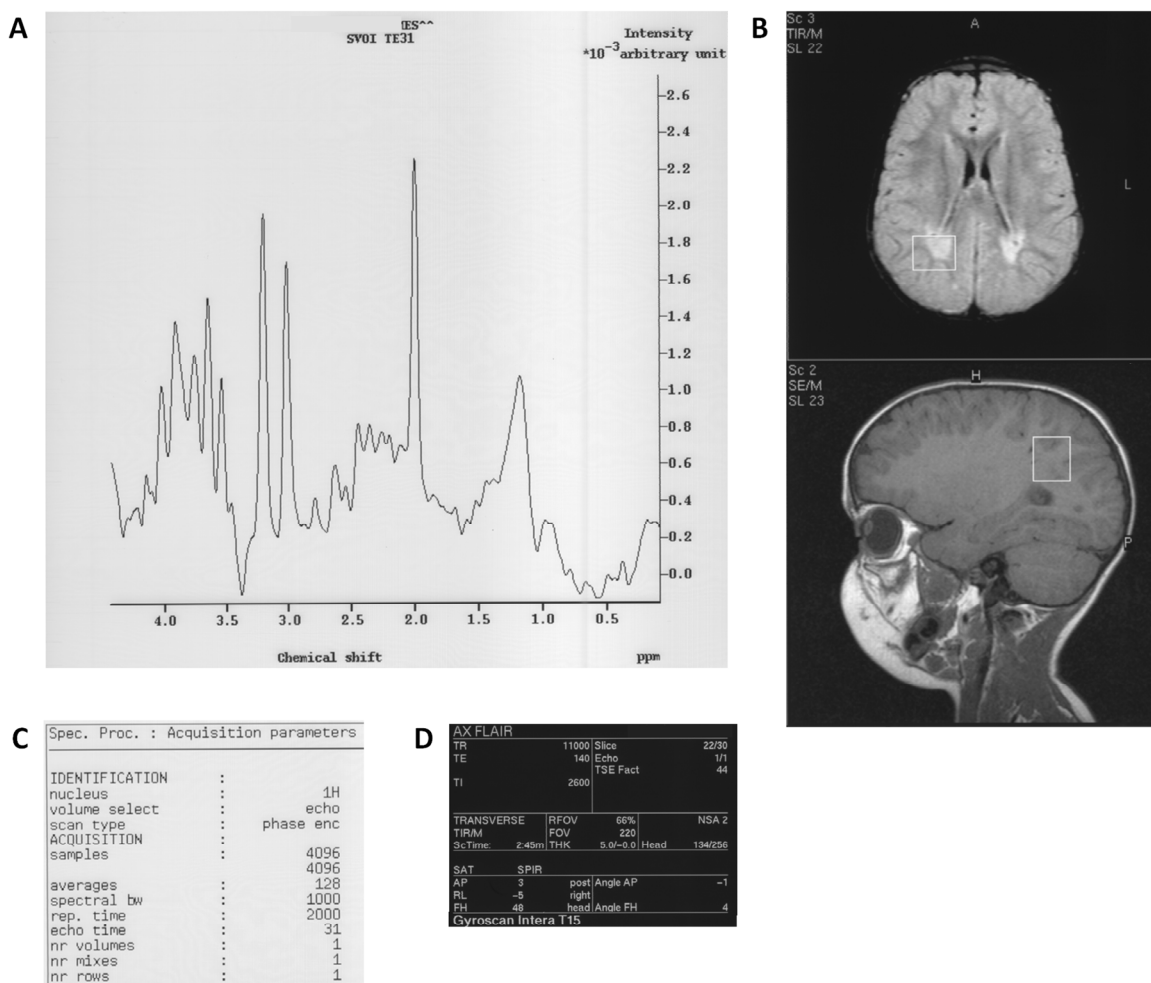 A
ES^^
SVOI TE31
Intensity
*10-3 arbitrary unit
2.6
2.4
2.2
2.0
1.8
1.6
1.4
1.2
1.0
0.8
0.6
0.4
0.2
0.0
4.0 3.5 3.0 2.5 2.0 1.5 1.0 0.5
Chemical shift ppm
B
Sc 3
TIR/M
SL 22
A
L
Sc 2
SE/M
SL 23
H
P
C
Spec. Proc. : Acquisition parameters
IDENTIFICATION :
nucleus : 1H
volume select : echo
scan type : phase enc
ACQUISITION :
samples : 4096
4096
averages : 128
spectral bw : 1000
rep. time : 2000
echo time : 31
nr volumes : 1
nr mixes : 1
nr rows : 1
D
AX FLAIR
TR 11000 Slice 22/30
TE 140 Echo 1/1
TSE Fact 44
TI 2600
TRANSVERSE RFOV 66% NSA 2
TIR/M FOV 220
ScTime: 2:45m THK 5.0/-0.0 Head 134/256
SAT SPIR
AP 3 post Angle AP -1
RL -5 right
FH 48 head Angle FH 4
Gyroscan Intera T15